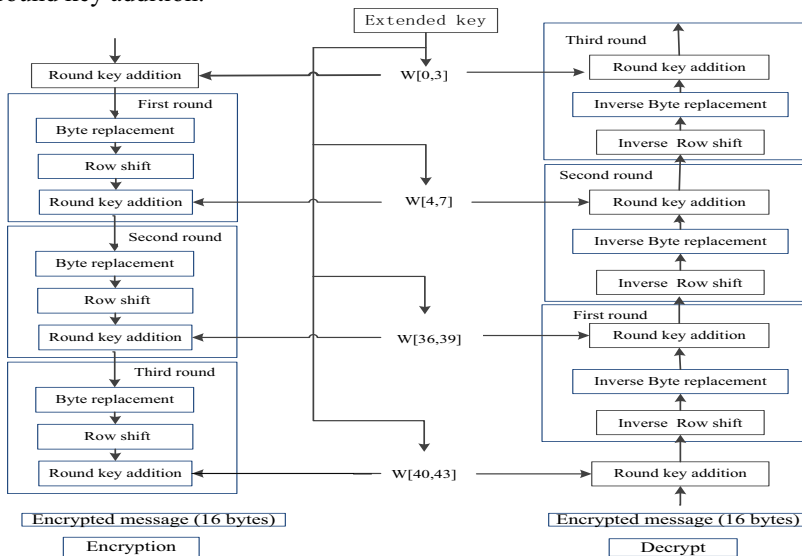 round key addition.
Extended key
Round key addition
First round
Byte replacement
Row shift
Round key addition
Second round
Byte replacement
Row shift
Round key addition
Third round
Byte replacement
Row shift
Round key addition
Encrypted message (16 bytes)
Encryption
W[0,3]
W[4,7]
W[36,39]
W[40,43]
Third round
Round key addition
Inverse Byte replacement
Inverse Row shift
Second round
Round key addition
Inverse Byte replacement
Inverse Row shift
First round
Round key addition
Inverse Byte replacement
Inverse Row shift
Round key addition
Encrypted message (16 bytes)
Decrypt